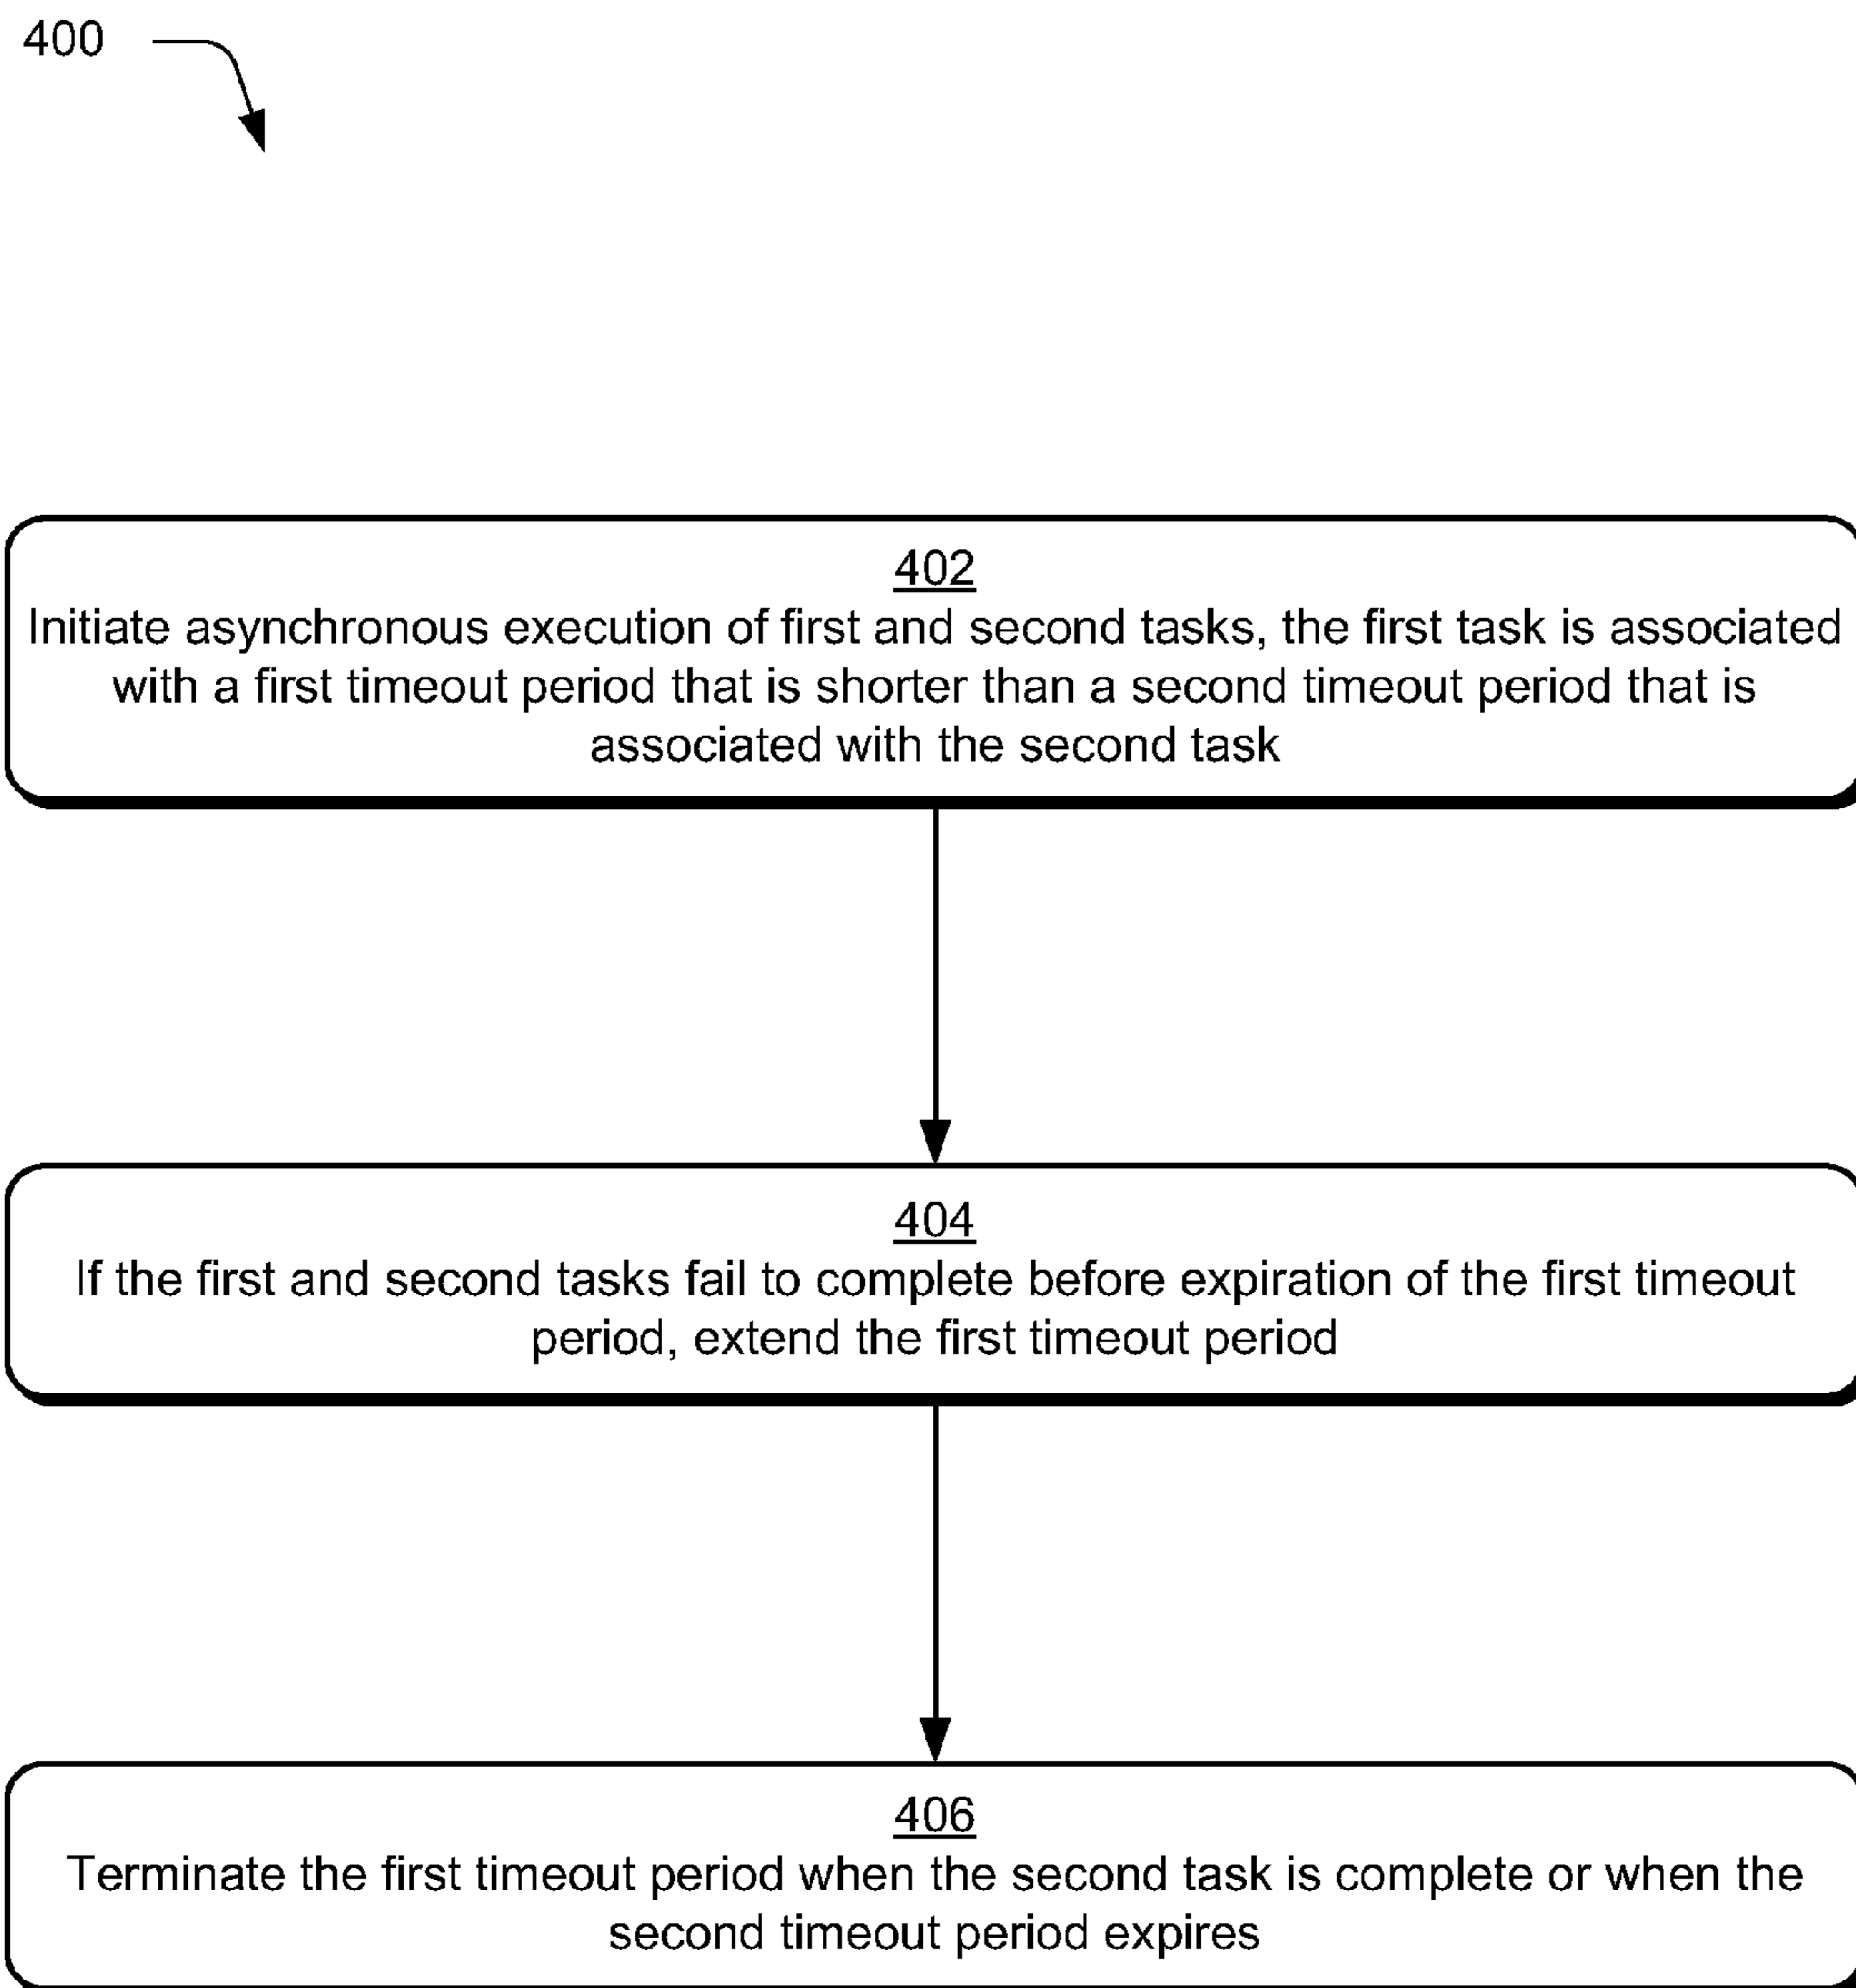 400
402
Initiate asynchronous execution of first and second tasks, the first task is associated
with a first timeout period that is shorter than a second timeout period that is
associated with the second task
404
If the first and second tasks fail to complete before expiration of the first timeout
period, extend the first timeout period
406
Terminate the first timeout period when the second task is complete or when the
second timeout period expires